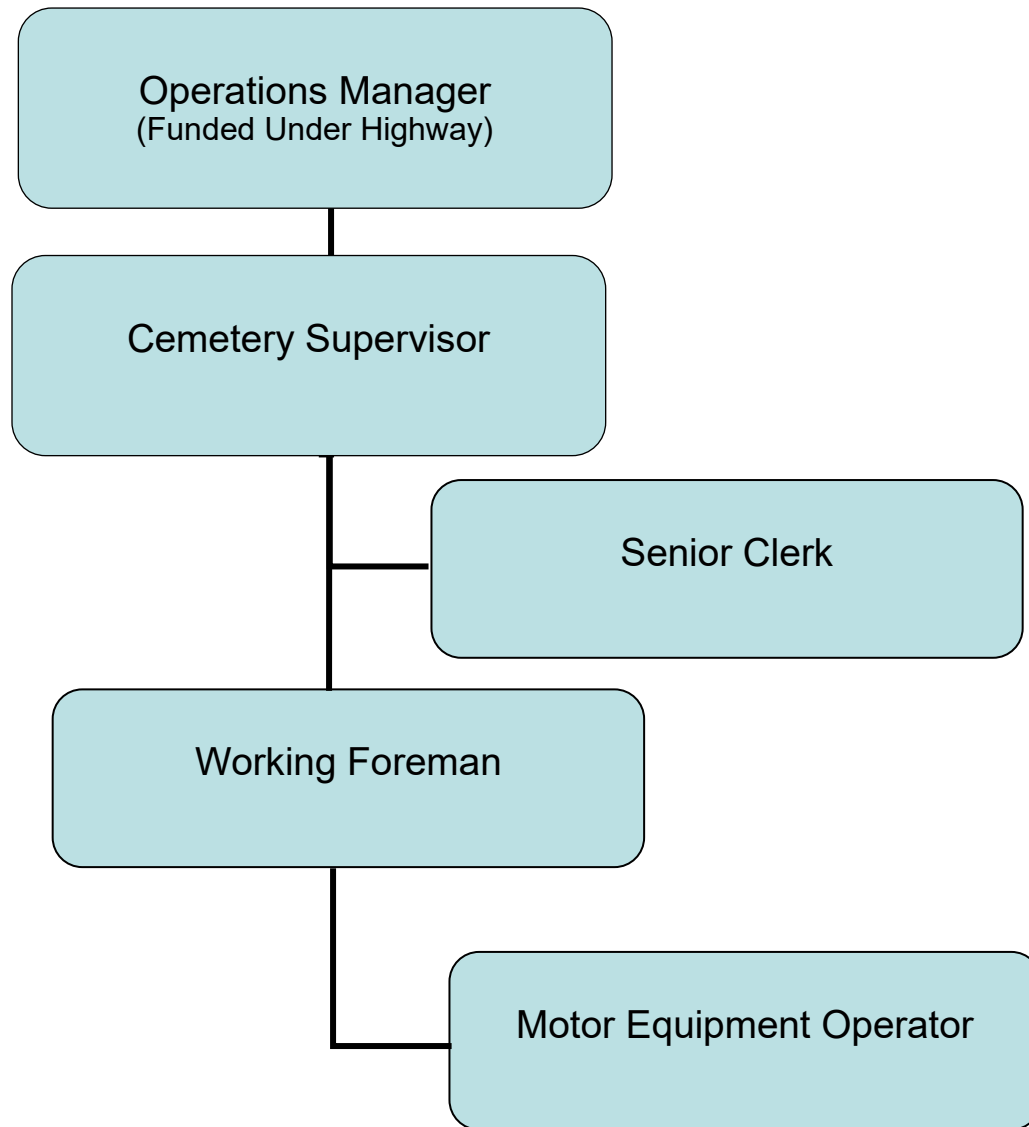 Operations Manager
(Funded Under Highway)
Cemetery Supervisor
Senior Clerk
Working Foreman
Motor Equipment Operator